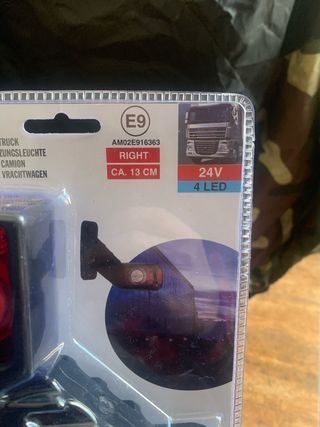 E9
AM02E916363
TRUCK
ZUNGSLEUCHTE
CAMION
VRACHTWAGEN
RIGHT
CA. 13 CM
24V
4 LED